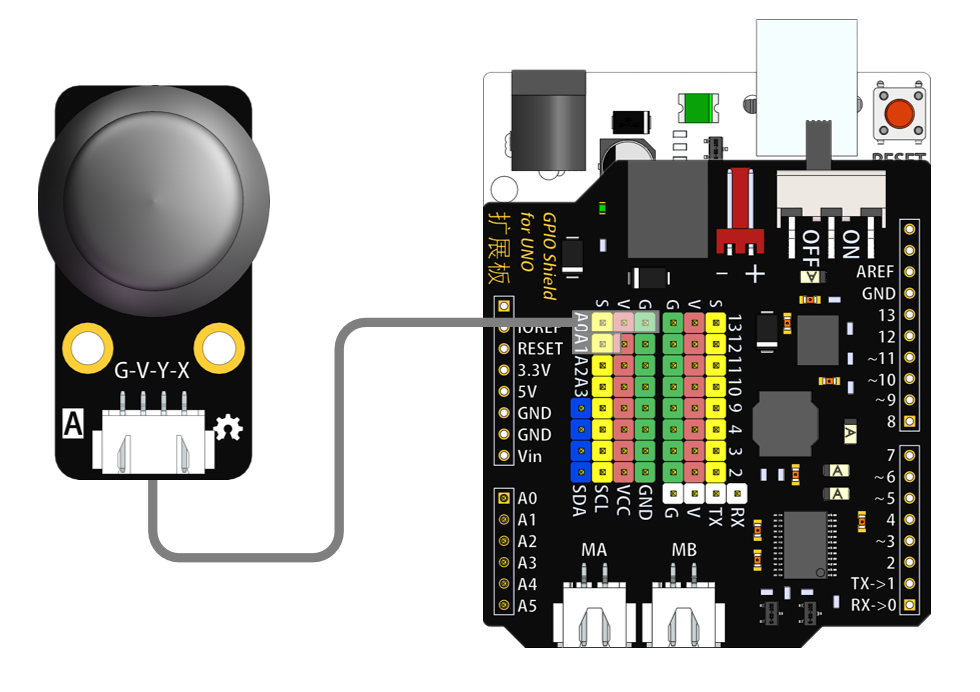 G-V-Y-X
A
RESET
OFF
ON
GPIO Shield
for UNO
扩展板
- +
IOREF
RESET
3.3V
5V
GND
GND
Vin
A0
A1
A2
A3
A4
A5
S V G G V S
A0
A1
A2
A3
13
12
11
10
9
4
3
2
SDA SCL VCC GND G V TX RX
MA
MB
A
A
A
A
AREF
GND
13
12
~11
~10
~9
8
7
~6
~5
4
~3
2
TX->1
RX->0